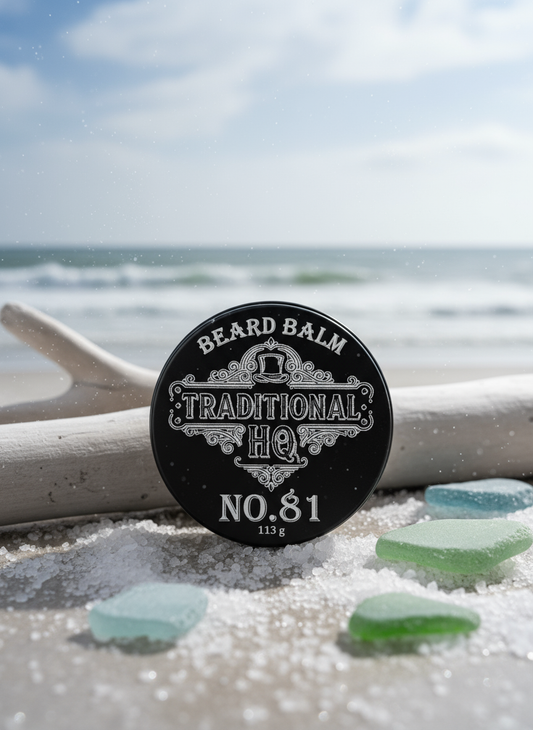 BEARD BALM
TRADITIONAL
HQ
NO.81
113 g